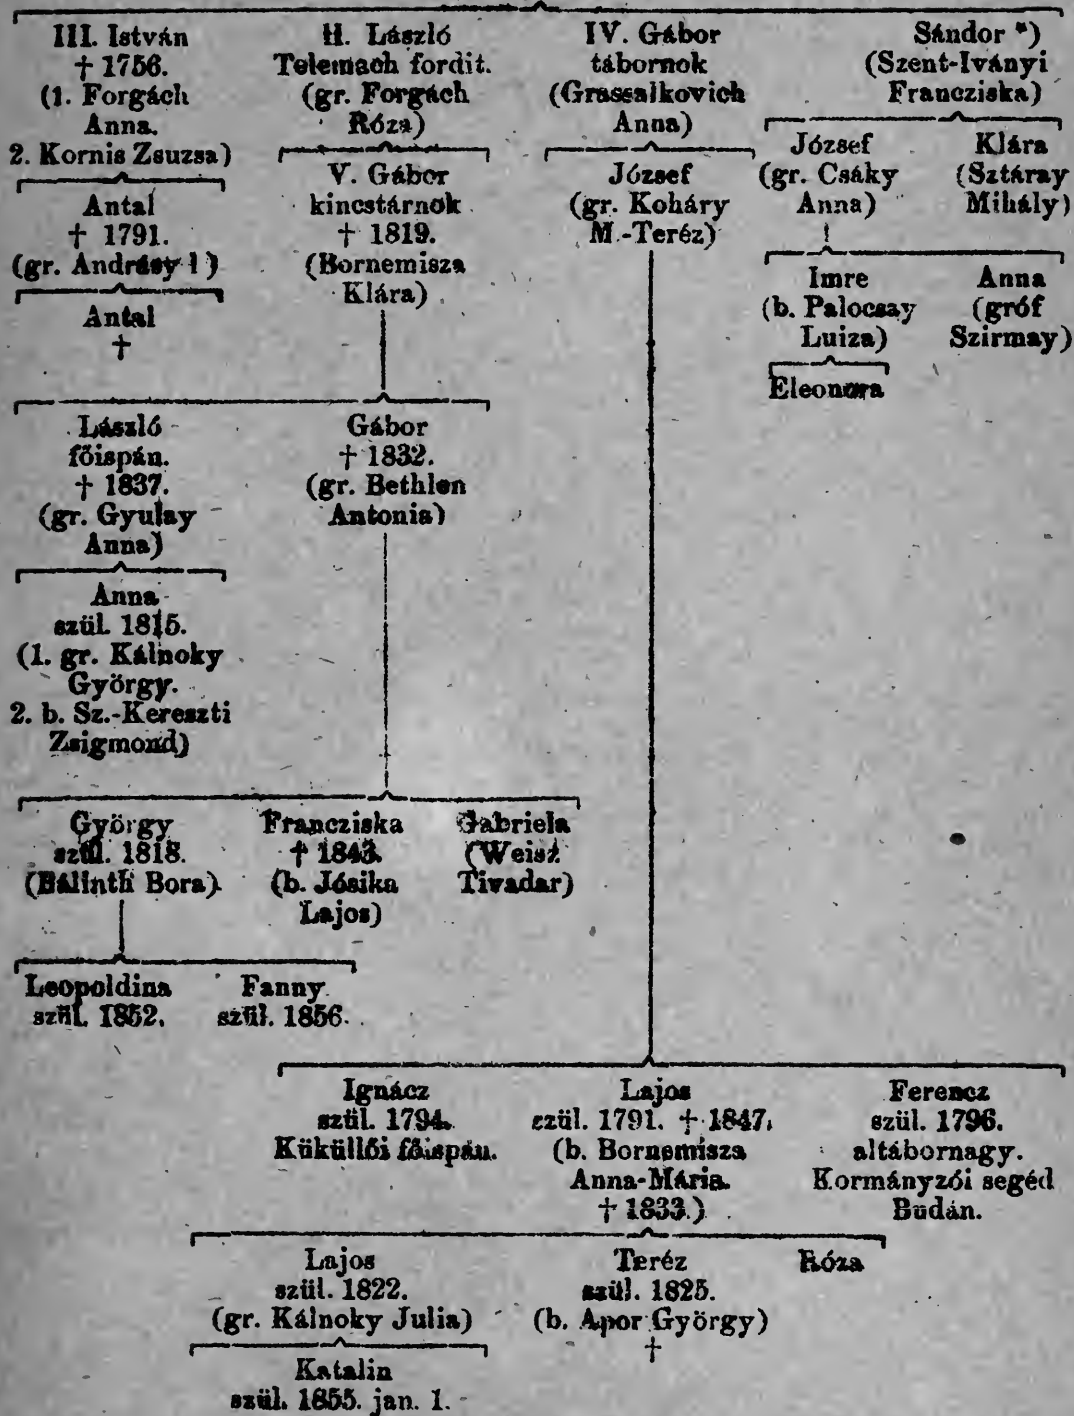 III. István
† 1756.
(1. Forgách
Anna.
2. Kornis Zsuzsa)
II. László
Telemach fordit.
(gr. Forgách
Róza)
IV. Gábor
tábornok
(Grassalkovich
Anna)
Sándor *)
(Szent-Iványi
Francziska)
Antal
† 1791.
(gr. Andrásy I)
V. Gábor
kincstárnok
† 1819.
(Bornemisza
Klára)
József
(gr. Koháry
M.-Teréz)
József
(gr. Csáky
Anna)
Klára
(Sztáray
Mihály)
Antal
†
Imre
(b. Palocsay
Luiza)
Anna
(gróf
Szirmay)
Eleonora
László
főispán.
† 1837.
(gr. Gyulay
Anna)
Gábor
† 1832.
(gr. Bethlen
Antonia)
Anna
szül. 1815.
(1. gr. Kálnoky
György.
2. b. Sz.-Kereszti
Zsigmond)
György
szül. 1818.
(Bálinth Bora)
Francziska
† 1843.
(b. Jósika
Lajos)
Gabriela
(Weisz
Tivadar)
Leopoldina
szül. 1852.
Fanny
szül. 1856.
Ignácz
szül. 1794.
Küküllői főispán.
Lajos
szül. 1791. † 1847.
(b. Bornemisza
Anna-Mária.
† 1833.)
Ferencz
szül. 1796.
altábornagy.
Kormányzói segéd
Budán.
Lajos
szül. 1822.
(gr. Kálnoky Julia)
Teréz
szül. 1825.
(b. Apor György)
†
Róza
Katalin
szül. 1855. jan. 1.